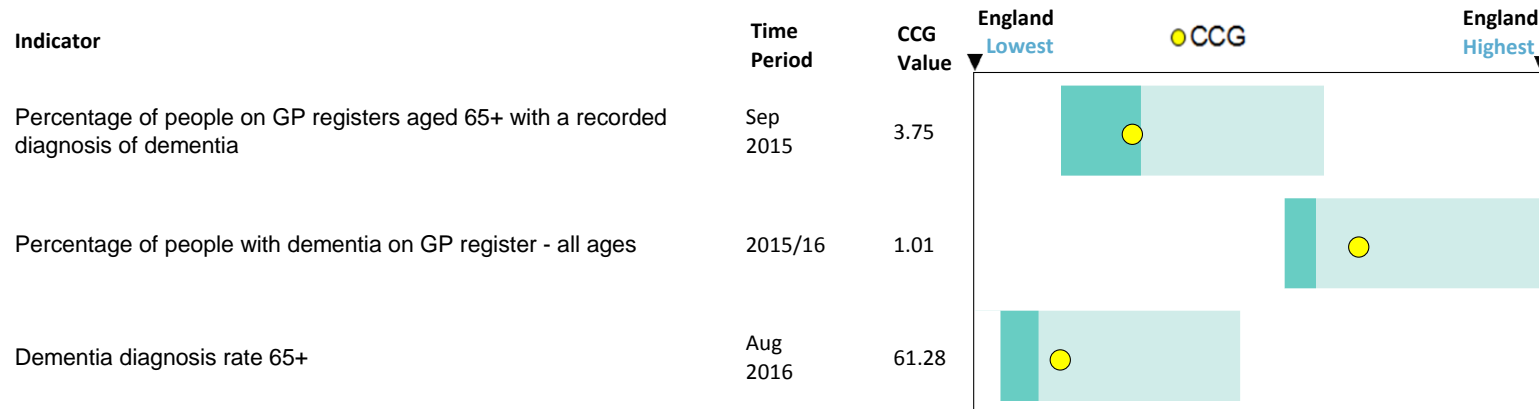 Indicator
Time Period
CCG Value
England Lowest
CCG
England Highest
Percentage of people on GP registers aged 65+ with a recorded
diagnosis of dementia
Sep
2015
3.75
Percentage of people with dementia on GP register - all ages
2015/16
1.01
Dementia diagnosis rate 65+
Aug
2016
61.28